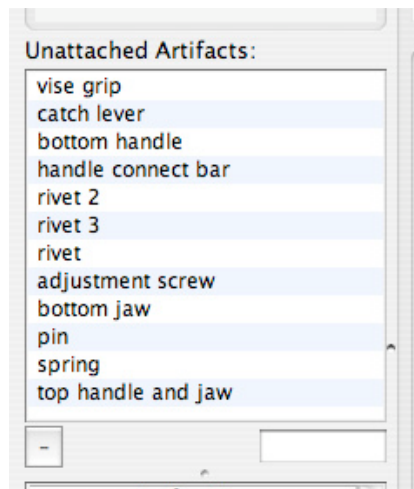 Unattached Artifacts:
vise grip
catch lever
bottom handle
handle connect bar
rivet 2
rivet 3
rivet
adjustment screw
bottom jaw
pin
spring
top handle and jaw
-